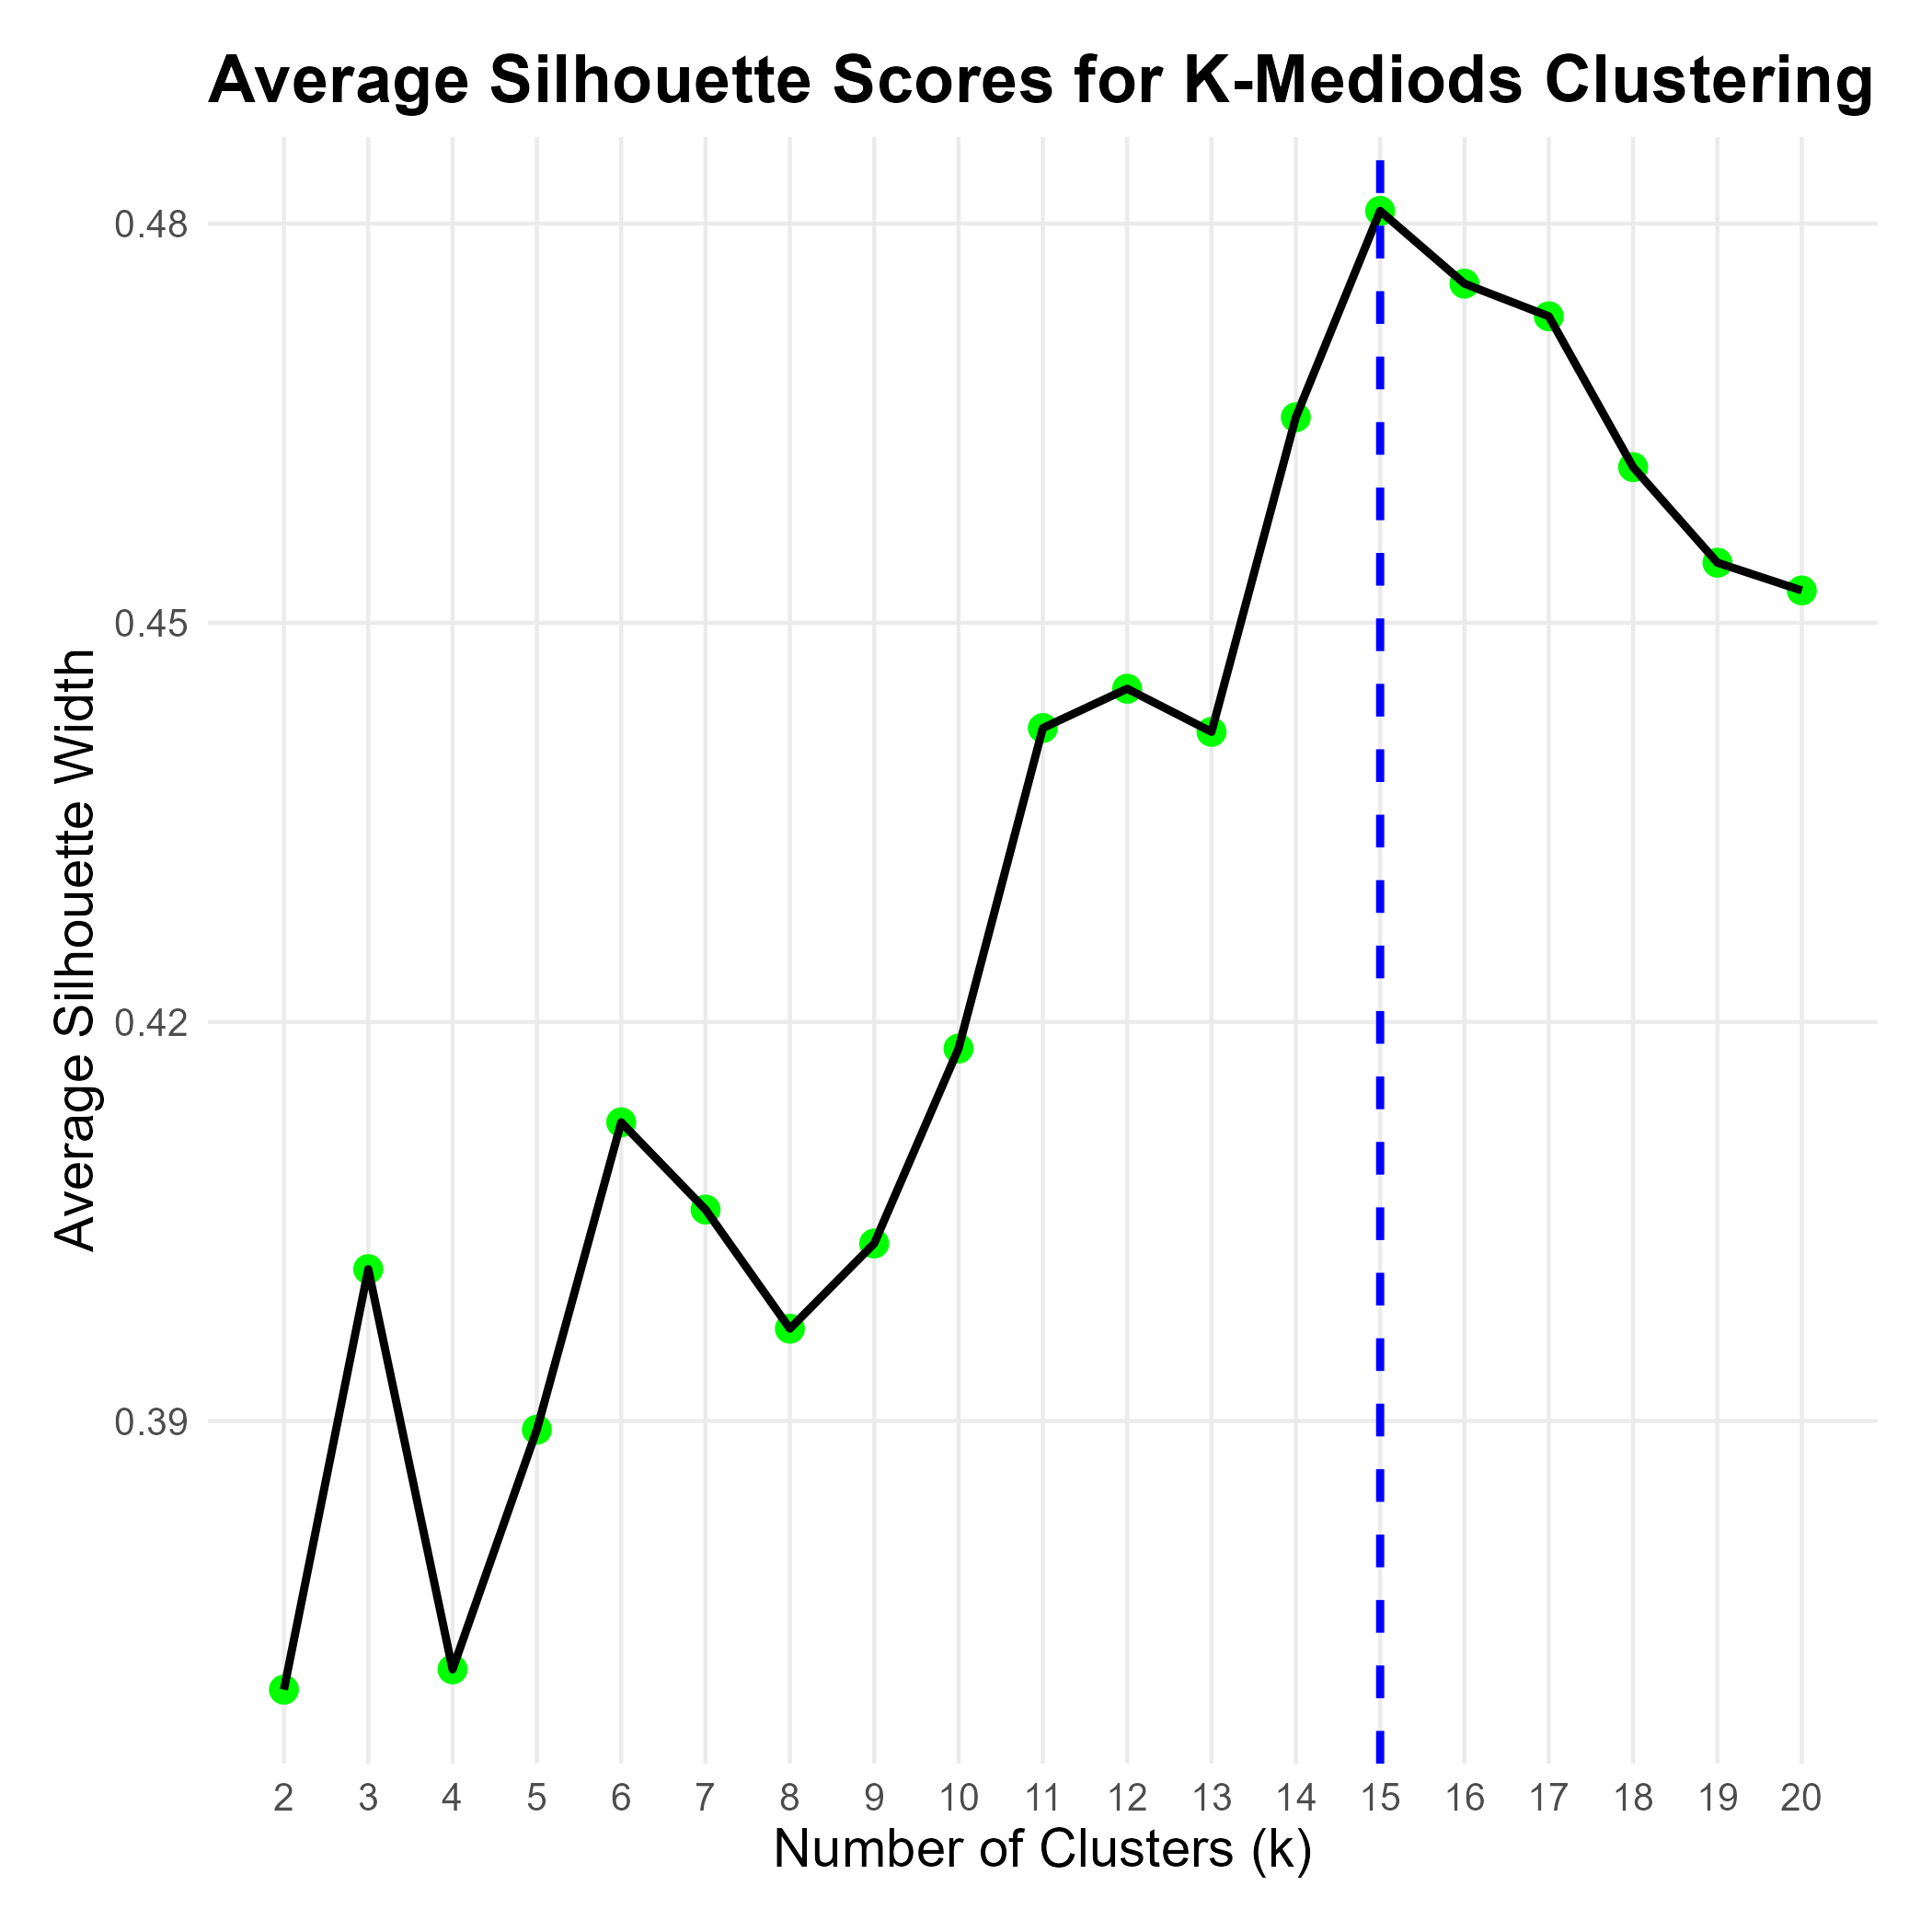 Average Silhouette Scores for K-Mediods Clustering
0.48
0.45
0.42
0.39
Average Silhouette Width
2 3 4 5 6 7 8 9 10 11 12 13 14 15 16 17 18 19 20
Number of Clusters (k)